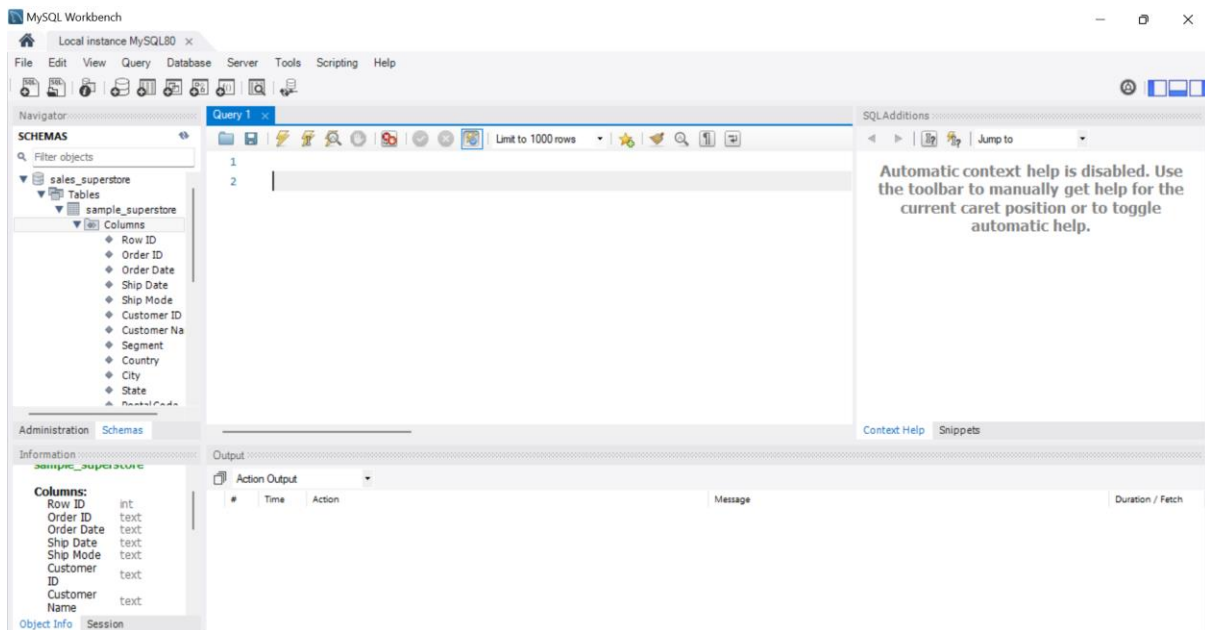 MySQL Workbench
Local instance MySQL80
File Edit View Query Database Server Tools Scripting Help
Navigator
SCHEMAS
Filter objects
sales_superstore
Tables
sample_superstore
Columns
Row ID
Order ID
Order Date
Ship Date
Ship Mode
Customer ID
Customer Na
Segment
Country
City
State
Administration Schemas
Query 1
Limit to 1000 rows
1
2
SQLAdditions
Jump to
Automatic context help is disabled. Use
the toolbar to manually get help for the
current caret position or to toggle
automatic help.
Context Help Snippets
Information
sample_superstore
Columns:
Row ID int
Order ID text
Order Date text
Ship Date text
Ship Mode text
Customer
ID text
Customer
Name text
Object Info Session
Output
Action Output
# Time Action Message Duration / Fetch